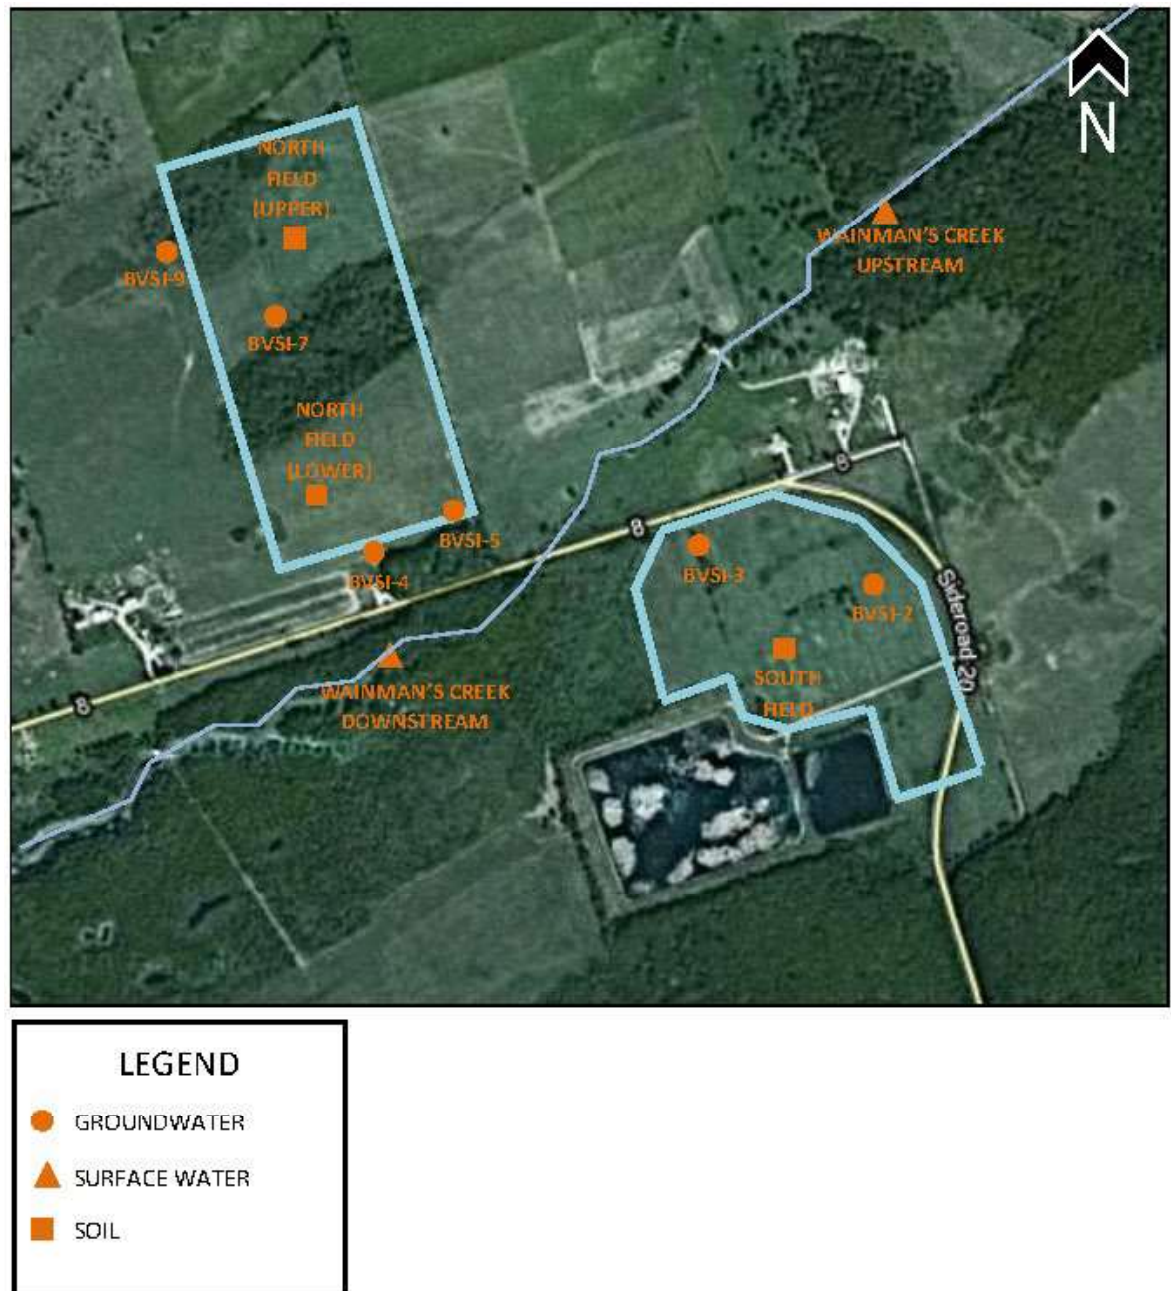 N
NORTH
FIELD
(UPPER)
WAINMAN'S CREEK
UPSTREAM
BVSI-9
BVSI-7
NORTH
FIELD
(LOWER)
8
8
BVSI-5
BVSI-4
BVSI-3
BVSI-2
Sideroad 20
SOUTH
FIELD
WAINMAN'S CREEK
DOWNSTREAM
8
LEGEND
GROUNDWATER
SURFACE WATER
SOIL